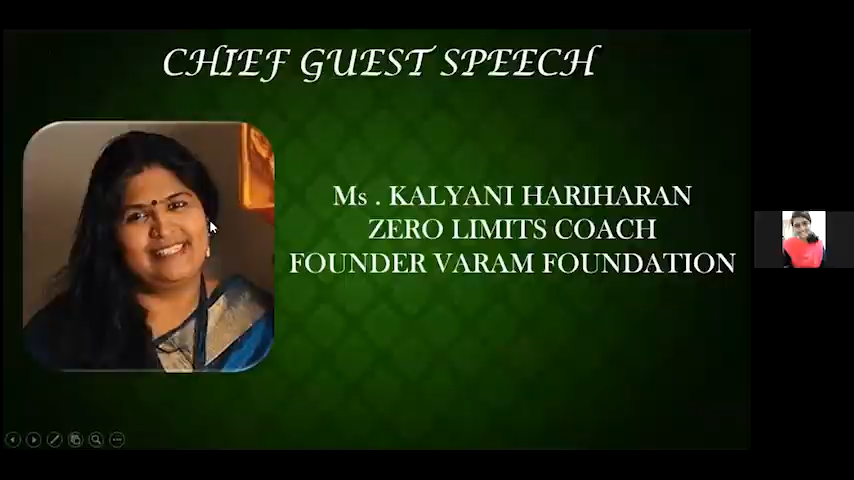 CHIEF GUEST SPEECH
Ms . KALYANI HARIHARAN
ZERO LIMITS COACH
FOUNDER VARAM FOUNDATION